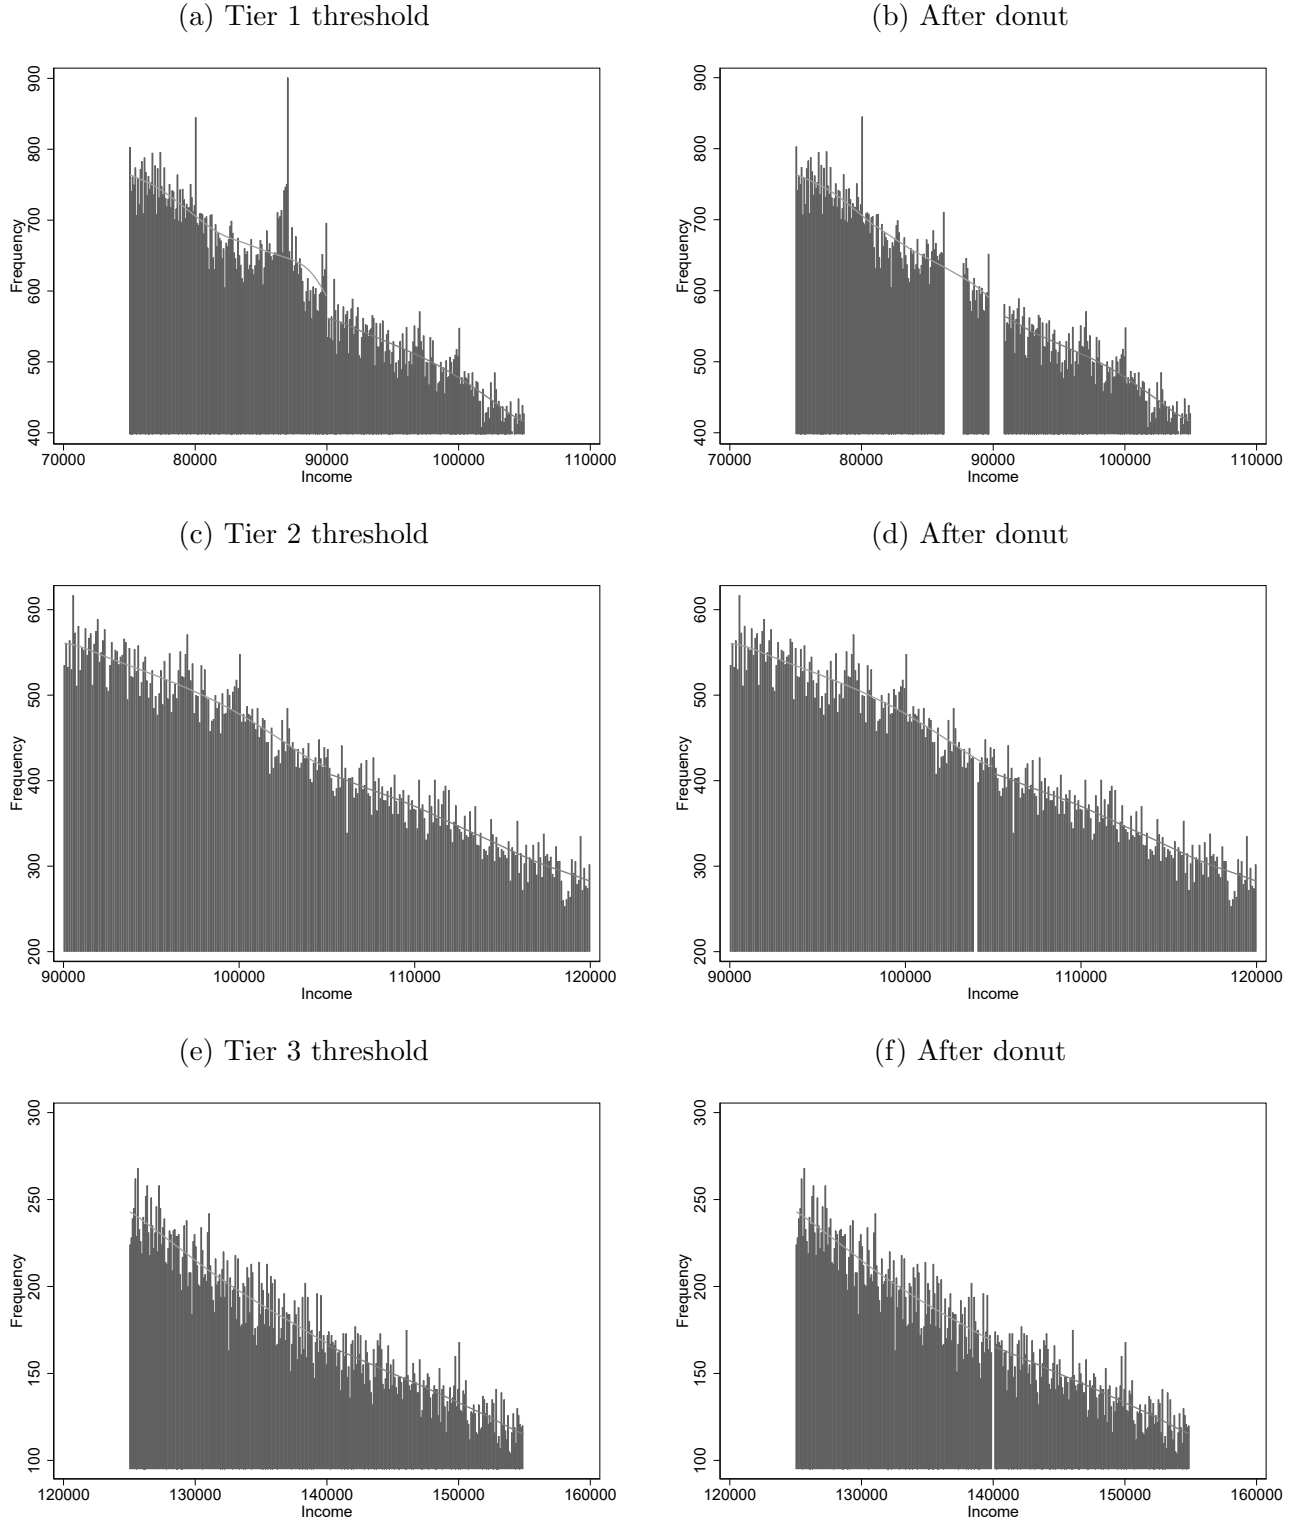 (a) Tier 1 threshold
(b) After donut
Frequency
900
800
700
600
500
400
70000 80000 90000 100000 110000
Income
Frequency
900
800
700
600
500
400
70000 80000 90000 100000 110000
Income
(c) Tier 2 threshold
(d) After donut
Frequency
600
500
400
300
200
90000 100000 110000 120000
Income
Frequency
600
500
400
300
200
90000 100000 110000 120000
Income
(e) Tier 3 threshold
(f) After donut
Frequency
300
250
200
150
100
120000 130000 140000 150000 160000
Income
Frequency
300
250
200
150
100
120000 130000 140000 150000 160000
Income